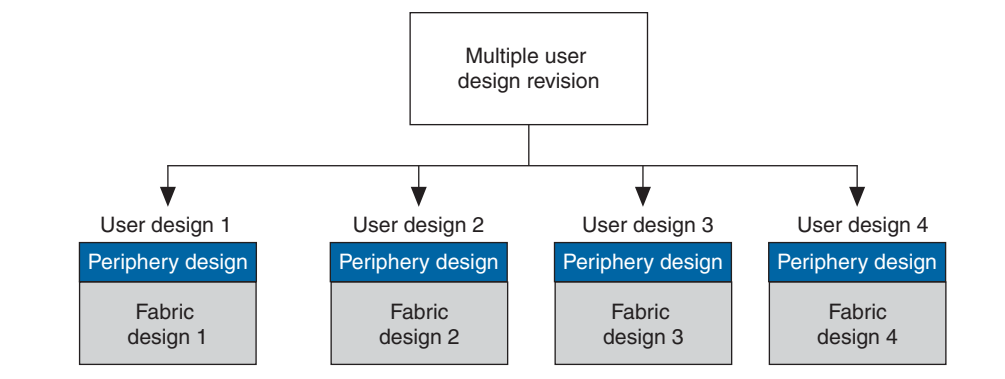 Multiple user
design revision
User design 1
User design 2
User design 3
User design 4
Periphery design
Periphery design
Periphery design
Periphery design
Fabric
design 1
Fabric
design 2
Fabric
design 3
Fabric
design 4